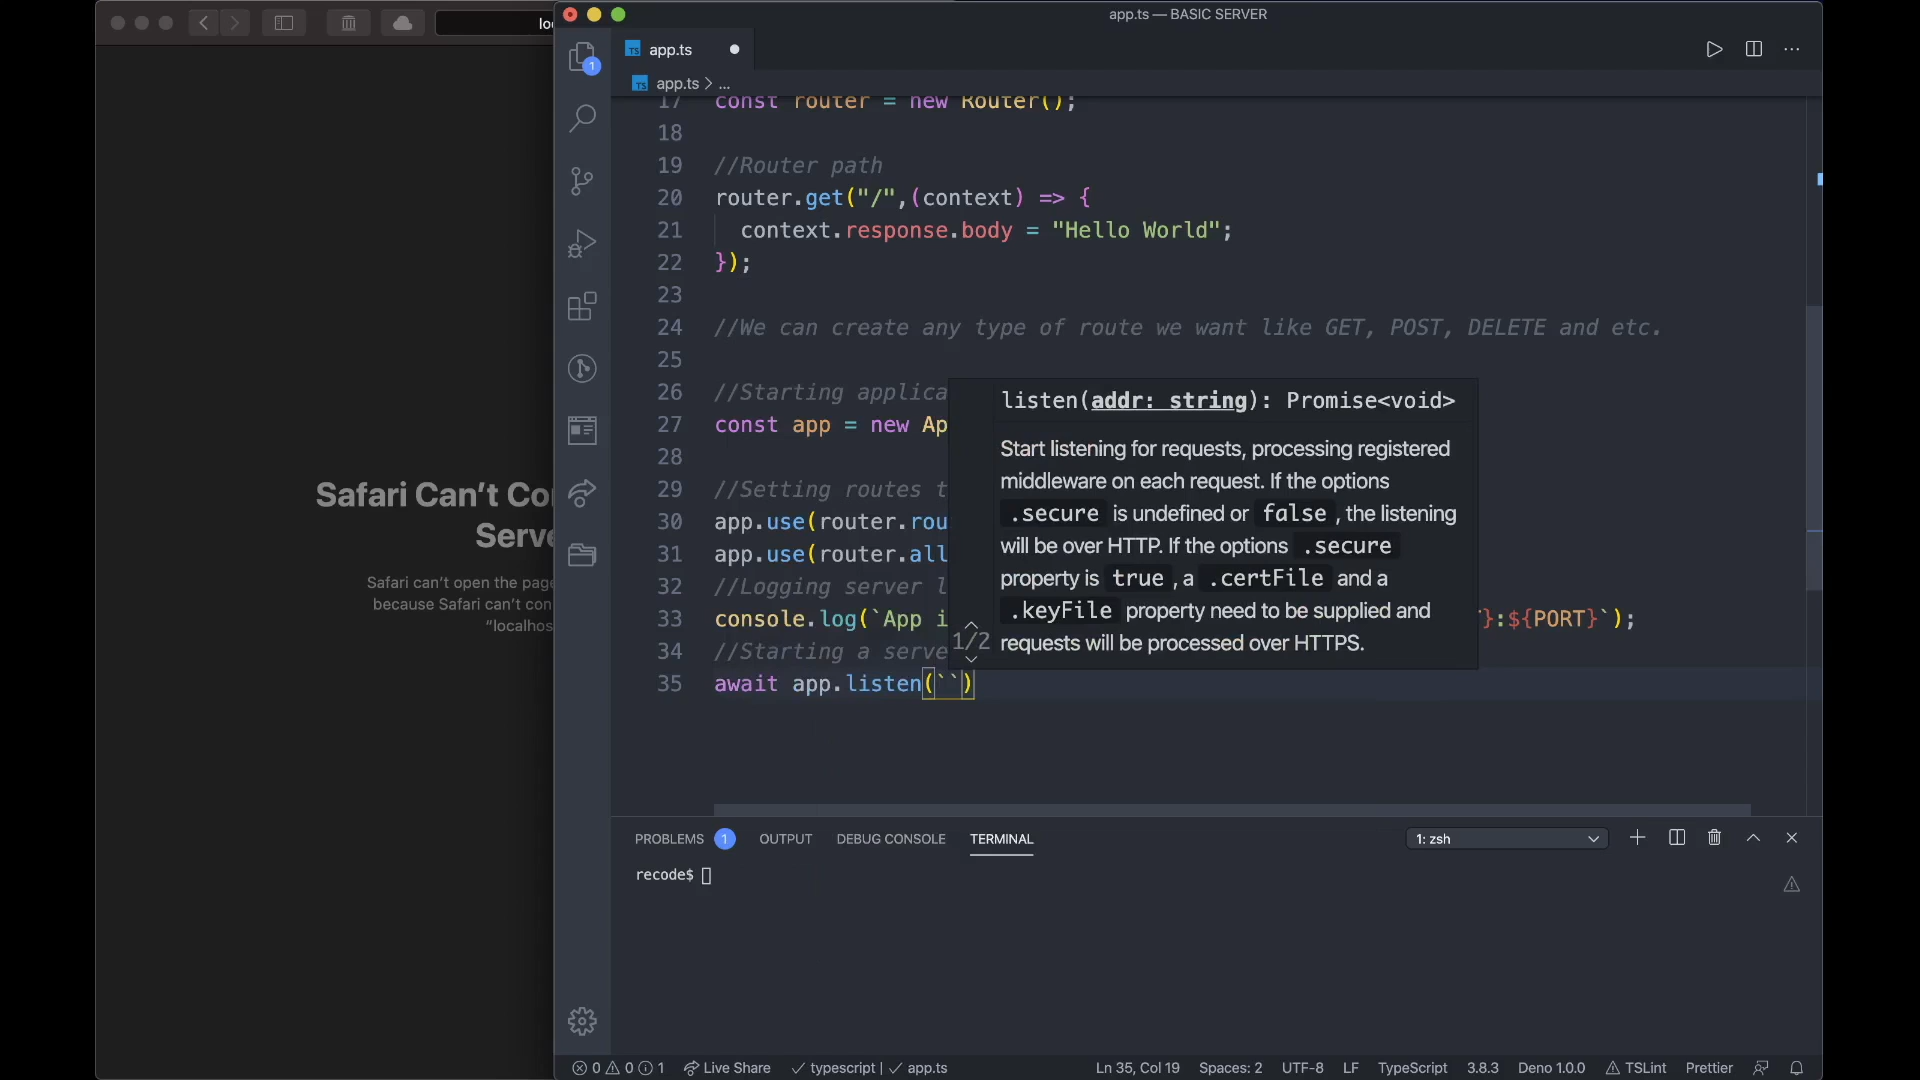 lo
app.ts — BASIC SERVER
TS app.ts
1
TS app.ts > ...
17 const router = new Router();
18
19 //Router path
20 router.get("/",(context) => {
21 context.response.body = "Hello World";
22 });
23
24 //We can create any type of route we want like GET, POST, DELETE and etc.
25
26 //Starting applica
27 const app = new Ap
28
29 //Setting routes t
30 app.use(router.rou
31 app.use(router.all
32 //Logging server l
33 console.log(`App i }:${PORT}`);
34 //Starting a serve
35 await app.listen(``)
listen(addr: string): Promise<void>
Start listening for requests, processing registered
middleware on each request. If the options
.secure is undefined or false , the listening
will be over HTTP. If the options .secure
property is true , a .certFile and a
.keyFile property need to be supplied and
requests will be processed over HTTPS.
1/2
Safari Can't Co
Serve
Safari can't open the page
because Safari can't con
"localhos
PROBLEMS 1 OUTPUT DEBUG CONSOLE TERMINAL 1: zsh
recode$
0 0 1 Live Share typescript | app.ts Ln 35, Col 19 Spaces: 2 UTF-8 LF TypeScript 3.8.3 Deno 1.0.0 TSLint Prettier